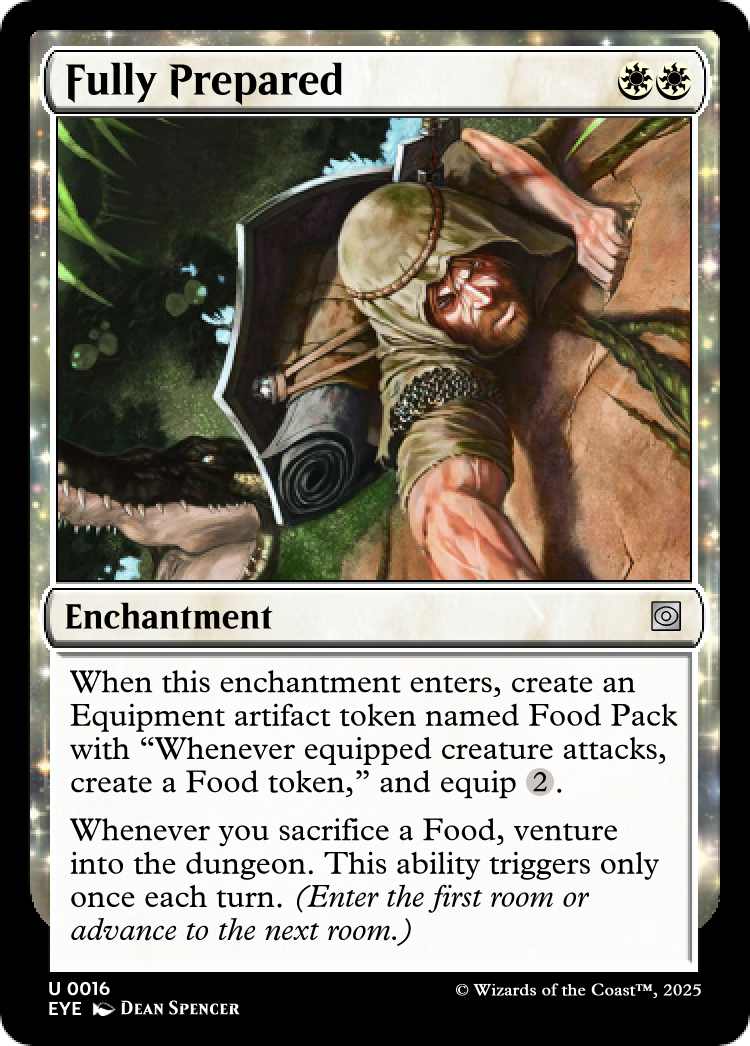 Fully Prepared
Enchantment
When this enchantment enters, create an
Equipment artifact token named Food Pack
with “Whenever equipped creature attacks,
create a Food token,” and equip 2.
Whenever you sacrifice a Food, venture
into the dungeon. This ability triggers only
once each turn. (Enter the first room or
advance to the next room.)
U 0016
EYE DEAN SPENCER
© Wizards of the Coast™, 2025